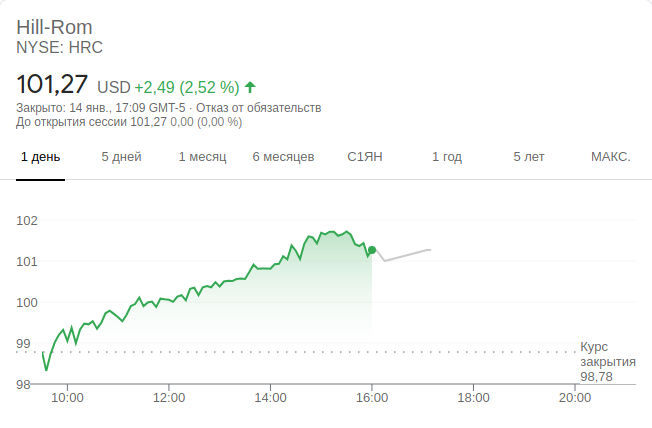 Hill-Rom
NYSE: HRC
101,27 USD +2,49 (2,52 %)
Закрыто: 14 янв., 17:09 GMT-5 · Отказ от обязательств
До открытия сессии 101,27 0,00 (0,00 %)
1 день 5 дней 1 месяц 6 месяцев С1ЯН 1 год 5 лет МАКС.
102
101
100
99
Курс
закрытия
98,78
98
10:00 12:00 14:00 16:00 18:00 20:00